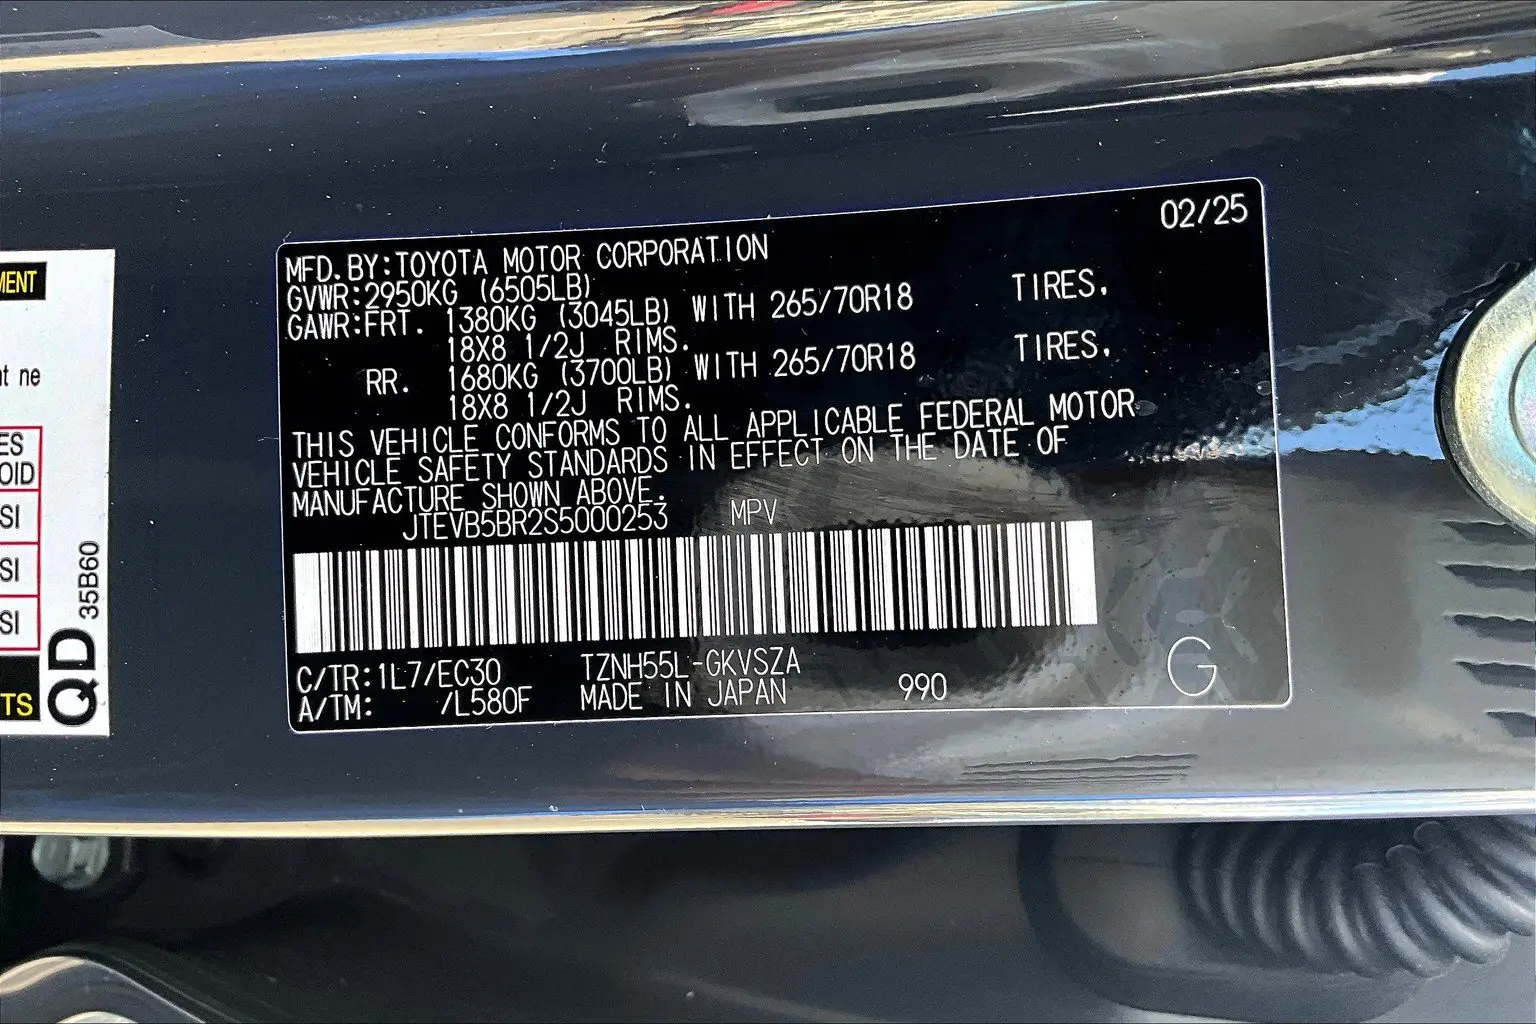 MENT
t ne
ES
OID
SI
SI
SI
TS
QD 35B60
02/25
MFD.BY:TOYOTA MOTOR CORPORATION
GVWR:2950KG (6505LB)
GAWR:FRT. 1380KG (3045LB) WITH 265/70R18 TIRES,
18X8 1/2J RIMS.
RR. 1680KG (3700LB) WITH 265/70R18 TIRES,
18X8 1/2J RIMS.
THIS VEHICLE CONFORMS TO ALL APPLICABLE FEDERAL MOTOR
VEHICLE SAFETY STANDARDS IN EFFECT ON THE DATE OF
MANUFACTURE SHOWN ABOVE.
JTEVB5BR2S5000253 MPV
C/TR:1L7/EC30 TZNH55L-GKVSZA
A/TM: /L580F MADE IN JAPAN 990 G